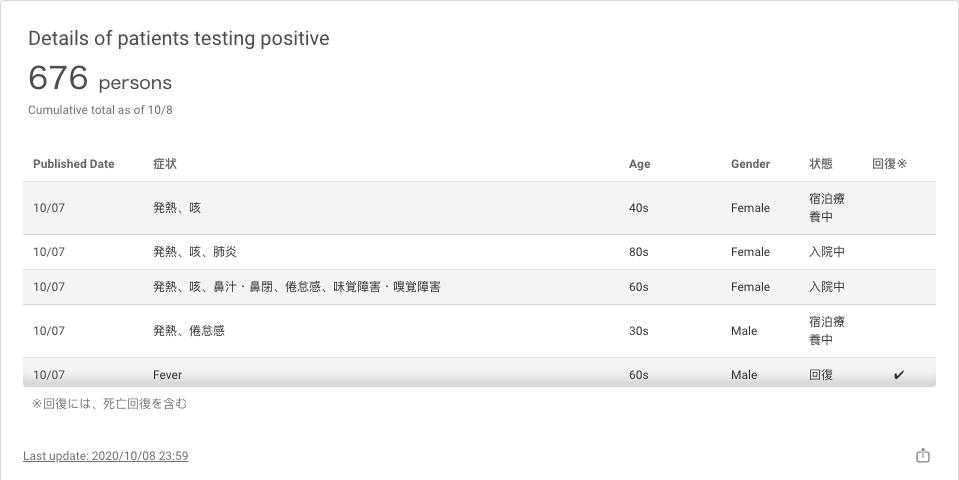 Details of patients testing positive
676 persons
Cumulative total as of 10/8
Published Date 症状 Age Gender 状態 回復※
10/07 発熱、咳 40s Female 宿泊療養中
10/07 発熱、咳、肺炎 80s Female 入院中
10/07 発熱、咳、鼻汁・鼻閉、倦怠感、味覚障害・嗅覚障害 60s Female 入院中
10/07 発熱、倦怠感 30s Male 宿泊療養中
10/07 Fever 60s Male 回復 ✔
※回復には、死亡回復を含む
Last update: 2020/10/08 23:59